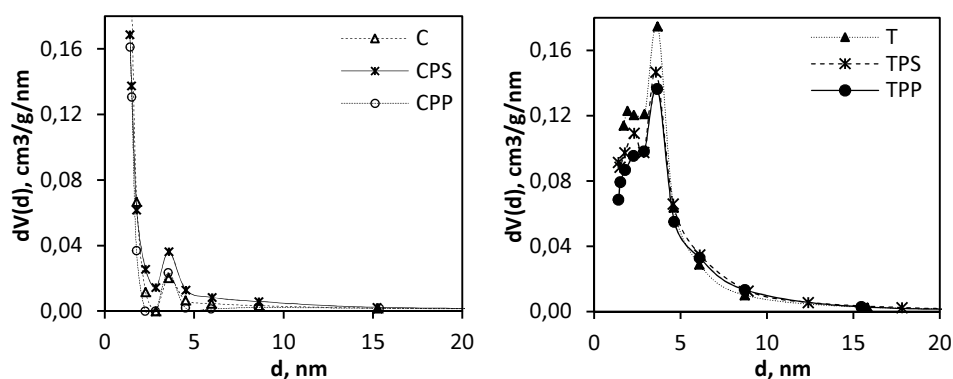 0,16
0,12
0,08
0,04
0,00
dV(d), cm3/g/nm
C
CPS
CPP
0 5 10 15 20
d, nm
0,16
0,12
0,08
0,04
0,00
dV(d), cm3/g/nm
T
TPS
TPP
0 5 10 15 20
d, nm